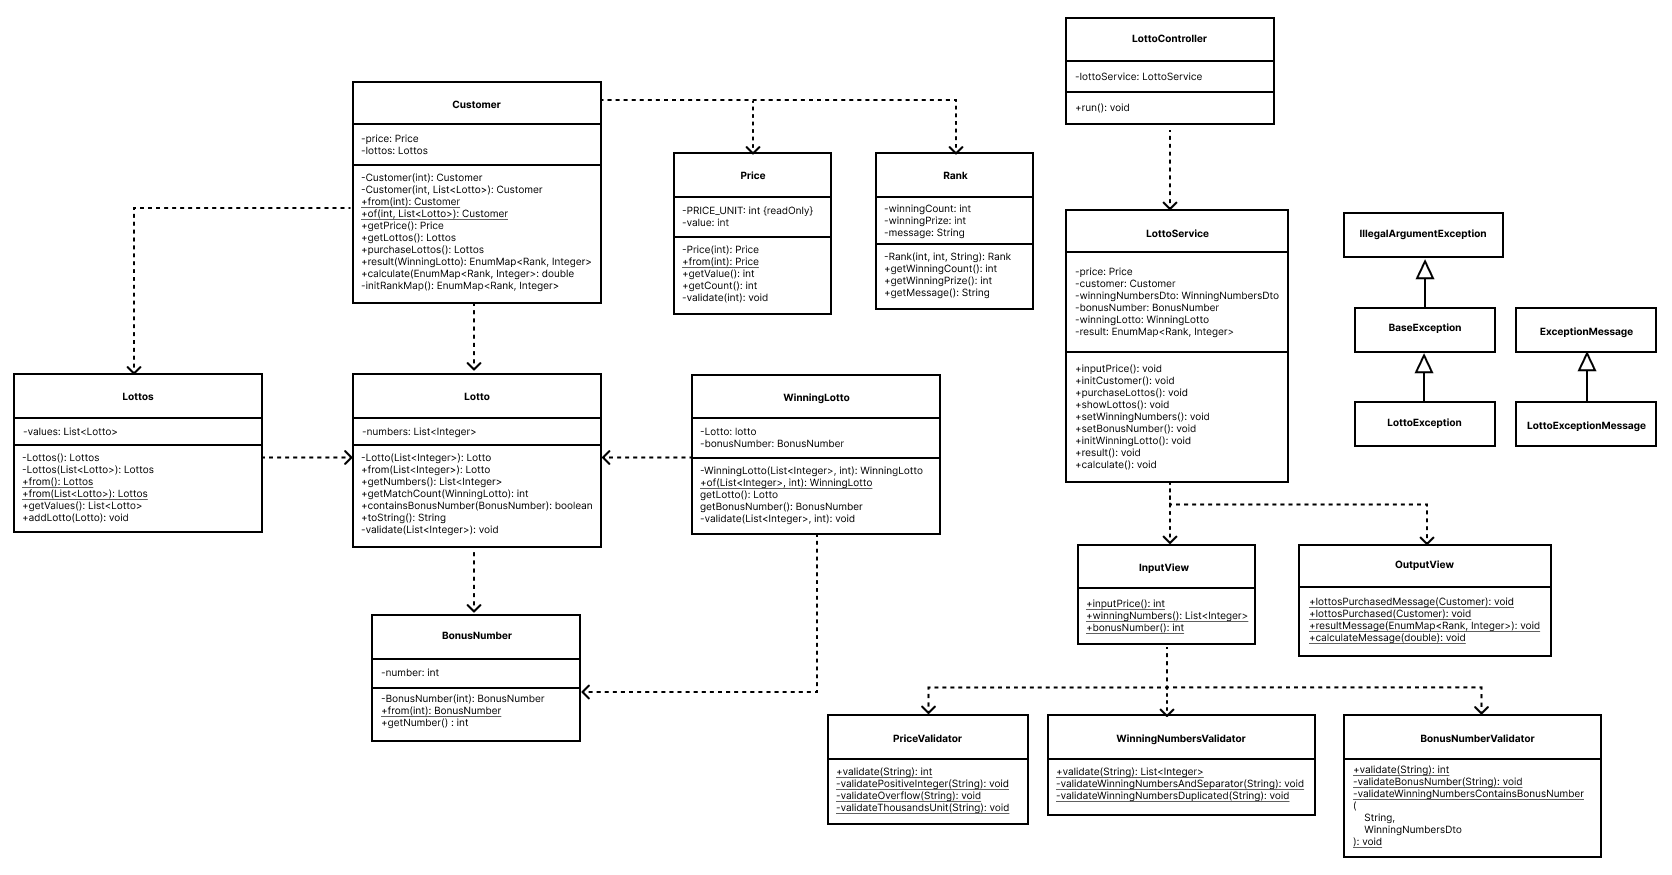 LottoController
-lottoService: LottoService
+run(): void
Customer
-price: Price
-lottos: Lottos
-Customer(int): Customer
-Customer(int, List<Lotto>): Customer
+from(int): Customer
+of(int, List<Lotto>): Customer
+getPrice(): Price
+getLottos(): Lottos
+purchaseLottos(): Lottos
+result(WinningLotto): EnumMap<Rank, Integer>
+calculate(EnumMap<Rank, Integer>: double
-initRankMap(): EnumMap<Rank, Integer>
Price
-PRICE_UNIT: int {readOnly}
-value: int
-Price(int): Price
+from(int): Price
+getValue(): int
+getCount(): int
-validate(int): void
Rank
-winningCount: int
-winningPrize: int
-message: String
-Rank(int, int, String): Rank
+getWinningCount(): int
+getWinningPrize(): int
+getMessage(): String
LottoService
-price: Price
-customer: Customer
-winningNumbersDto: WinningNumbersDto
-bonusNumber: BonusNumber
-winningLotto: WinningLotto
-result: EnumMap<Rank, Integer>
+inputPrice(): void
+initCustomer(): void
+purchaseLottos(): void
+showLottos(): void
+setWinningNumbers(): void
+setBonusNumber(): void
+initWinningLotto(): void
+result(): void
+calculate(): void
IllegalArgumentException
BaseException
ExceptionMessage
LottoException
LottoExceptionMessage
Lottos
-values: List<Lotto>
-Lottos(): Lottos
-Lottos(List<Lotto>): Lottos
+from(): Lottos
+from(List<Lotto>): Lottos
+getValues(): List<Lotto>
+addLotto(Lotto): void
Lotto
-numbers: List<Integer>
-Lotto(List<Integer>): Lotto
+from(List<Integer>): Lotto
+getNumbers(): List<Integer>
+getMatchCount(WinningLotto): int
+containsBonusNumber(BonusNumber): boolean
+toString(): String
-validate(List<Integer>): void
WinningLotto
-Lotto: lotto
-bonusNumber: BonusNumber
-WinningLotto(List<Integer>, int): WinningLotto
+of(List<Integer>, int): WinningLotto
getLotto(): Lotto
getBonusNumber(): BonusNumber
-validate(List<Integer>, int): void
BonusNumber
-number: int
-BonusNumber(int): BonusNumber
+from(int): BonusNumber
+getNumber() : int
InputView
+inputPrice(): int
+winningNumbers(): List<Integer>
+bonusNumber(): int
OutputView
+lottosPurchasedMessage(Customer): void
+lottosPurchased(Customer): void
+resultMessage(EnumMap<Rank, Integer>): void
+calculateMessage(double): void
PriceValidator
+validate(String): int
-validatePositiveInteger(String): void
-validateOverflow(String): void
-validateThousandsUnit(String): void
WinningNumbersValidator
+validate(String): List<Integer>
-validateWinningNumbersAndSeparator(String): void
-validateWinningNumbersDuplicated(String): void
BonusNumberValidator
+validate(String): int
-validateBonusNumber(String): void
-validateWinningNumbersContainsBonusNumber
(
String,
WinningNumbersDto
): void